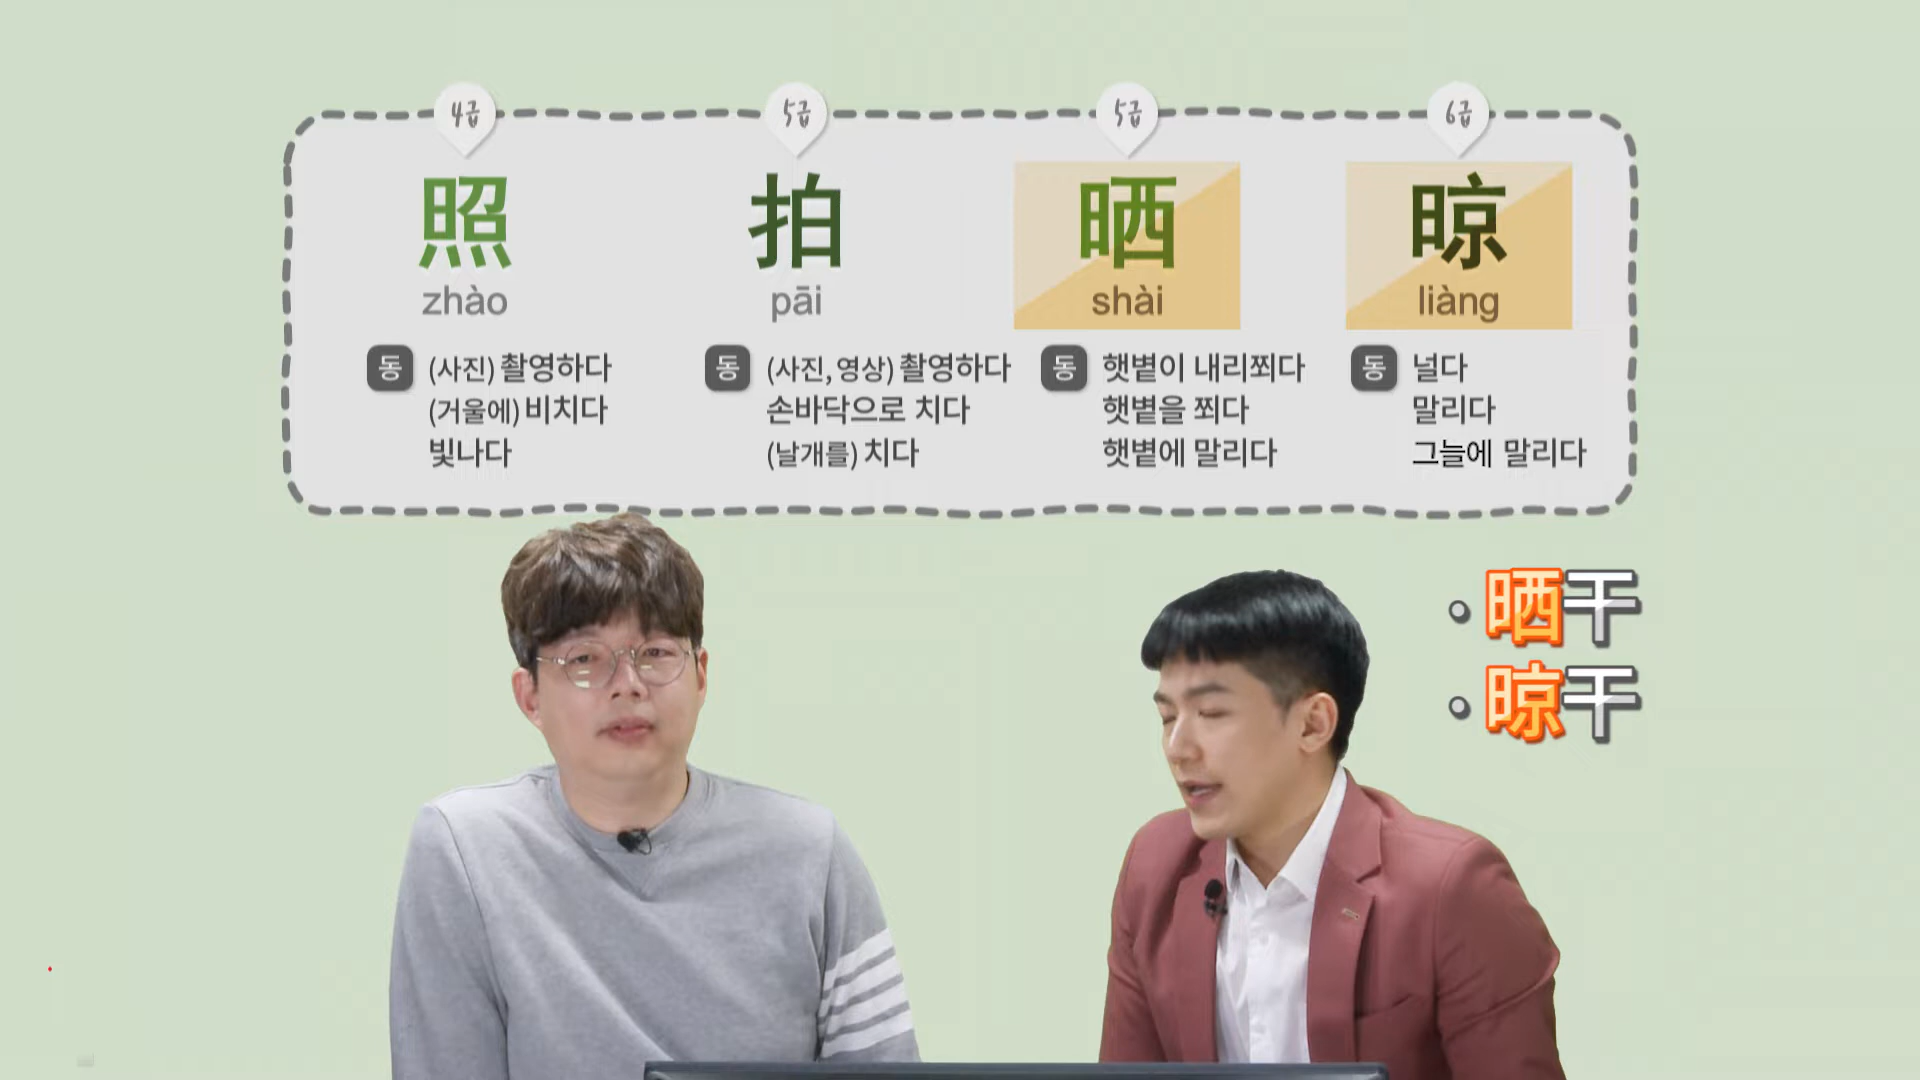 4급
5급
5급
6급
照
拍
晒
晾
zhào
pāi
shài
liàng
동 (사진) 촬영하다
(거울에) 비치다
빛나다
동 (사진, 영상) 촬영하다
손바닥으로 치다
(날개를) 치다
동 햇볕이 내리쬐다
햇볕을 쬐다
햇볕에 말리다
동 널다
말리다
그늘에 말리다
• 晒干
• 晾干